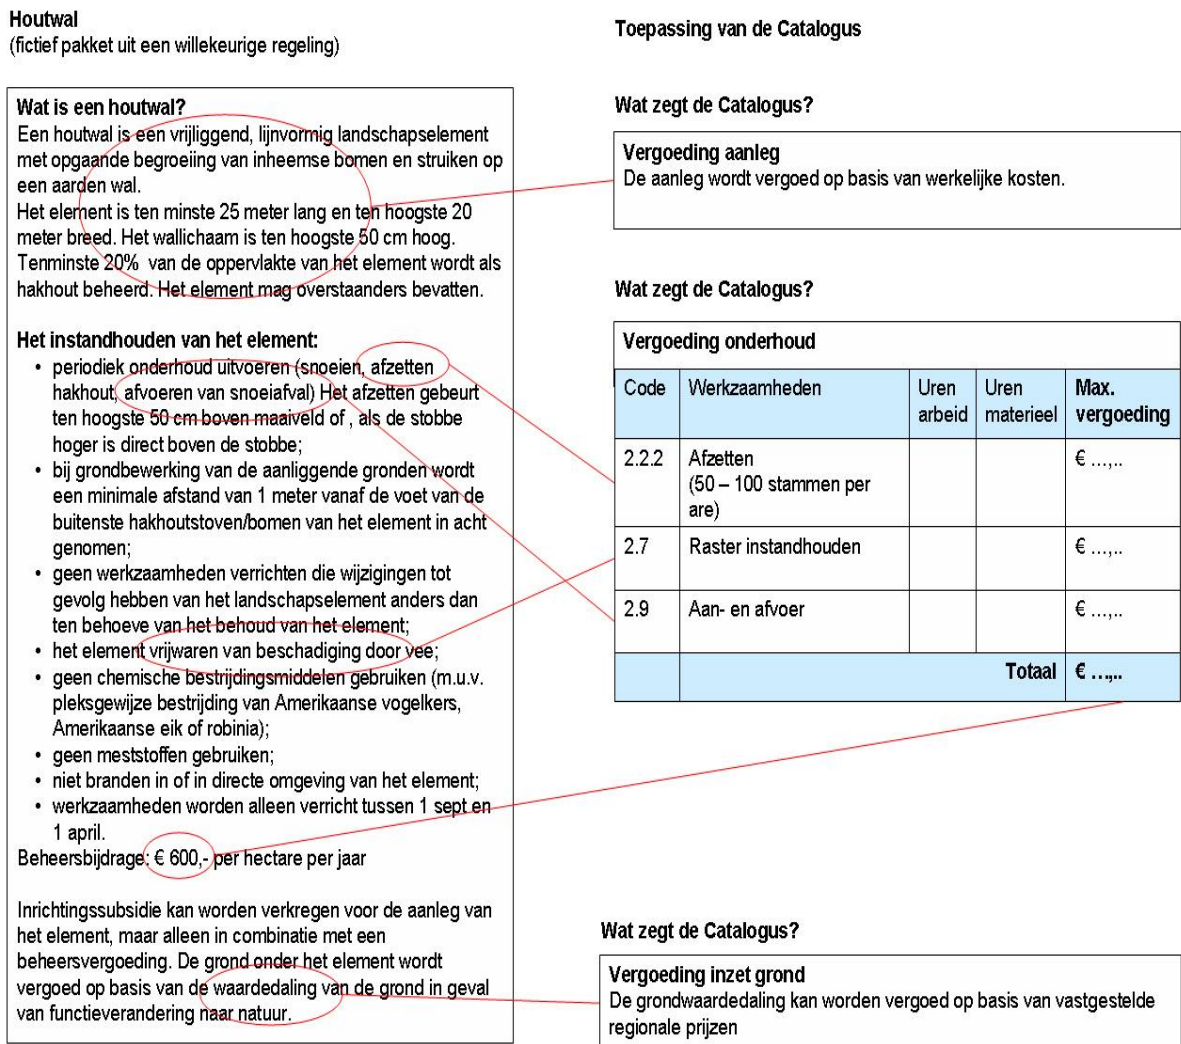 Houtwal
(fictief pakket uit een willekeurige regeling)
Wat is een houtwal?
Een houtwal is een vrijliggend, lijnvormig landschapselement
met opgaande begroeiing van inheemse bomen en struiken op
een aarden wal.
Het element is ten minste 25 meter lang en ten hoogste 20
meter breed. Het wallichaam is ten hoogste 50 cm hoog.
Tenminste 20% van de oppervlakte van het element wordt als
hakhout beheerd. Het element mag overstaanders bevatten.
Het instandhouden van het element:
• periodiek onderhoud uitvoeren (snoeien, afzetten
hakhout, afvoeren van snoeiafval) Het afzetten gebeurt
ten hoogste 50 cm boven maaiveld of , als de stobbe
hoger is direct boven de stobbe;
• bij grondbewerking van de aanliggende gronden wordt
een minimale afstand van 1 meter vanaf de voet van de
buitenste hakhoutstoven/bomen van het element in acht
genomen;
• geen werkzaamheden verrichten die wijzigingen tot
gevolg hebben van het landschapselement anders dan
ten behoeve van het behoud van het element;
• het element vrijwaren van beschadiging door vee;
• geen chemische bestrijdingsmiddelen gebruiken (m.u.v.
pleksgewijze bestrijding van Amerikaanse vogelkers,
Amerikaanse eik of robinia);
• geen meststoffen gebruiken;
• niet branden in of in directe omgeving van het element;
• werkzaamheden worden alleen verricht tussen 1 sept en
1 april.
Beheersbijdrage: € 600,- per hectare per jaar
Inrichtingssubsidie kan worden verkregen voor de aanleg van
het element, maar alleen in combinatie met een
beheersvergoeding. De grond onder het element wordt
vergoed op basis van de waardedaling van de grond in geval
van functieverandering naar natuur.
Toepassing van de Catalogus
Wat zegt de Catalogus?
Vergoeding aanleg
De aanleg wordt vergoed op basis van werkelijke kosten.
Wat zegt de Catalogus?
Vergoeding onderhoud
Code Werkzaamheden Uren Uren Max.
arbeid materieel vergoeding
2.2.2 Afzetten € ...,..
(50 – 100 stammen per
are)
2.7 Raster instandhouden € ...,..
2.9 Aan- en afvoer € ...,..
Totaal € ...,..
Wat zegt de Catalogus?
Vergoeding inzet grond
De grondwaardedaling kan worden vergoed op basis van vastgestelde
regionale prijzen